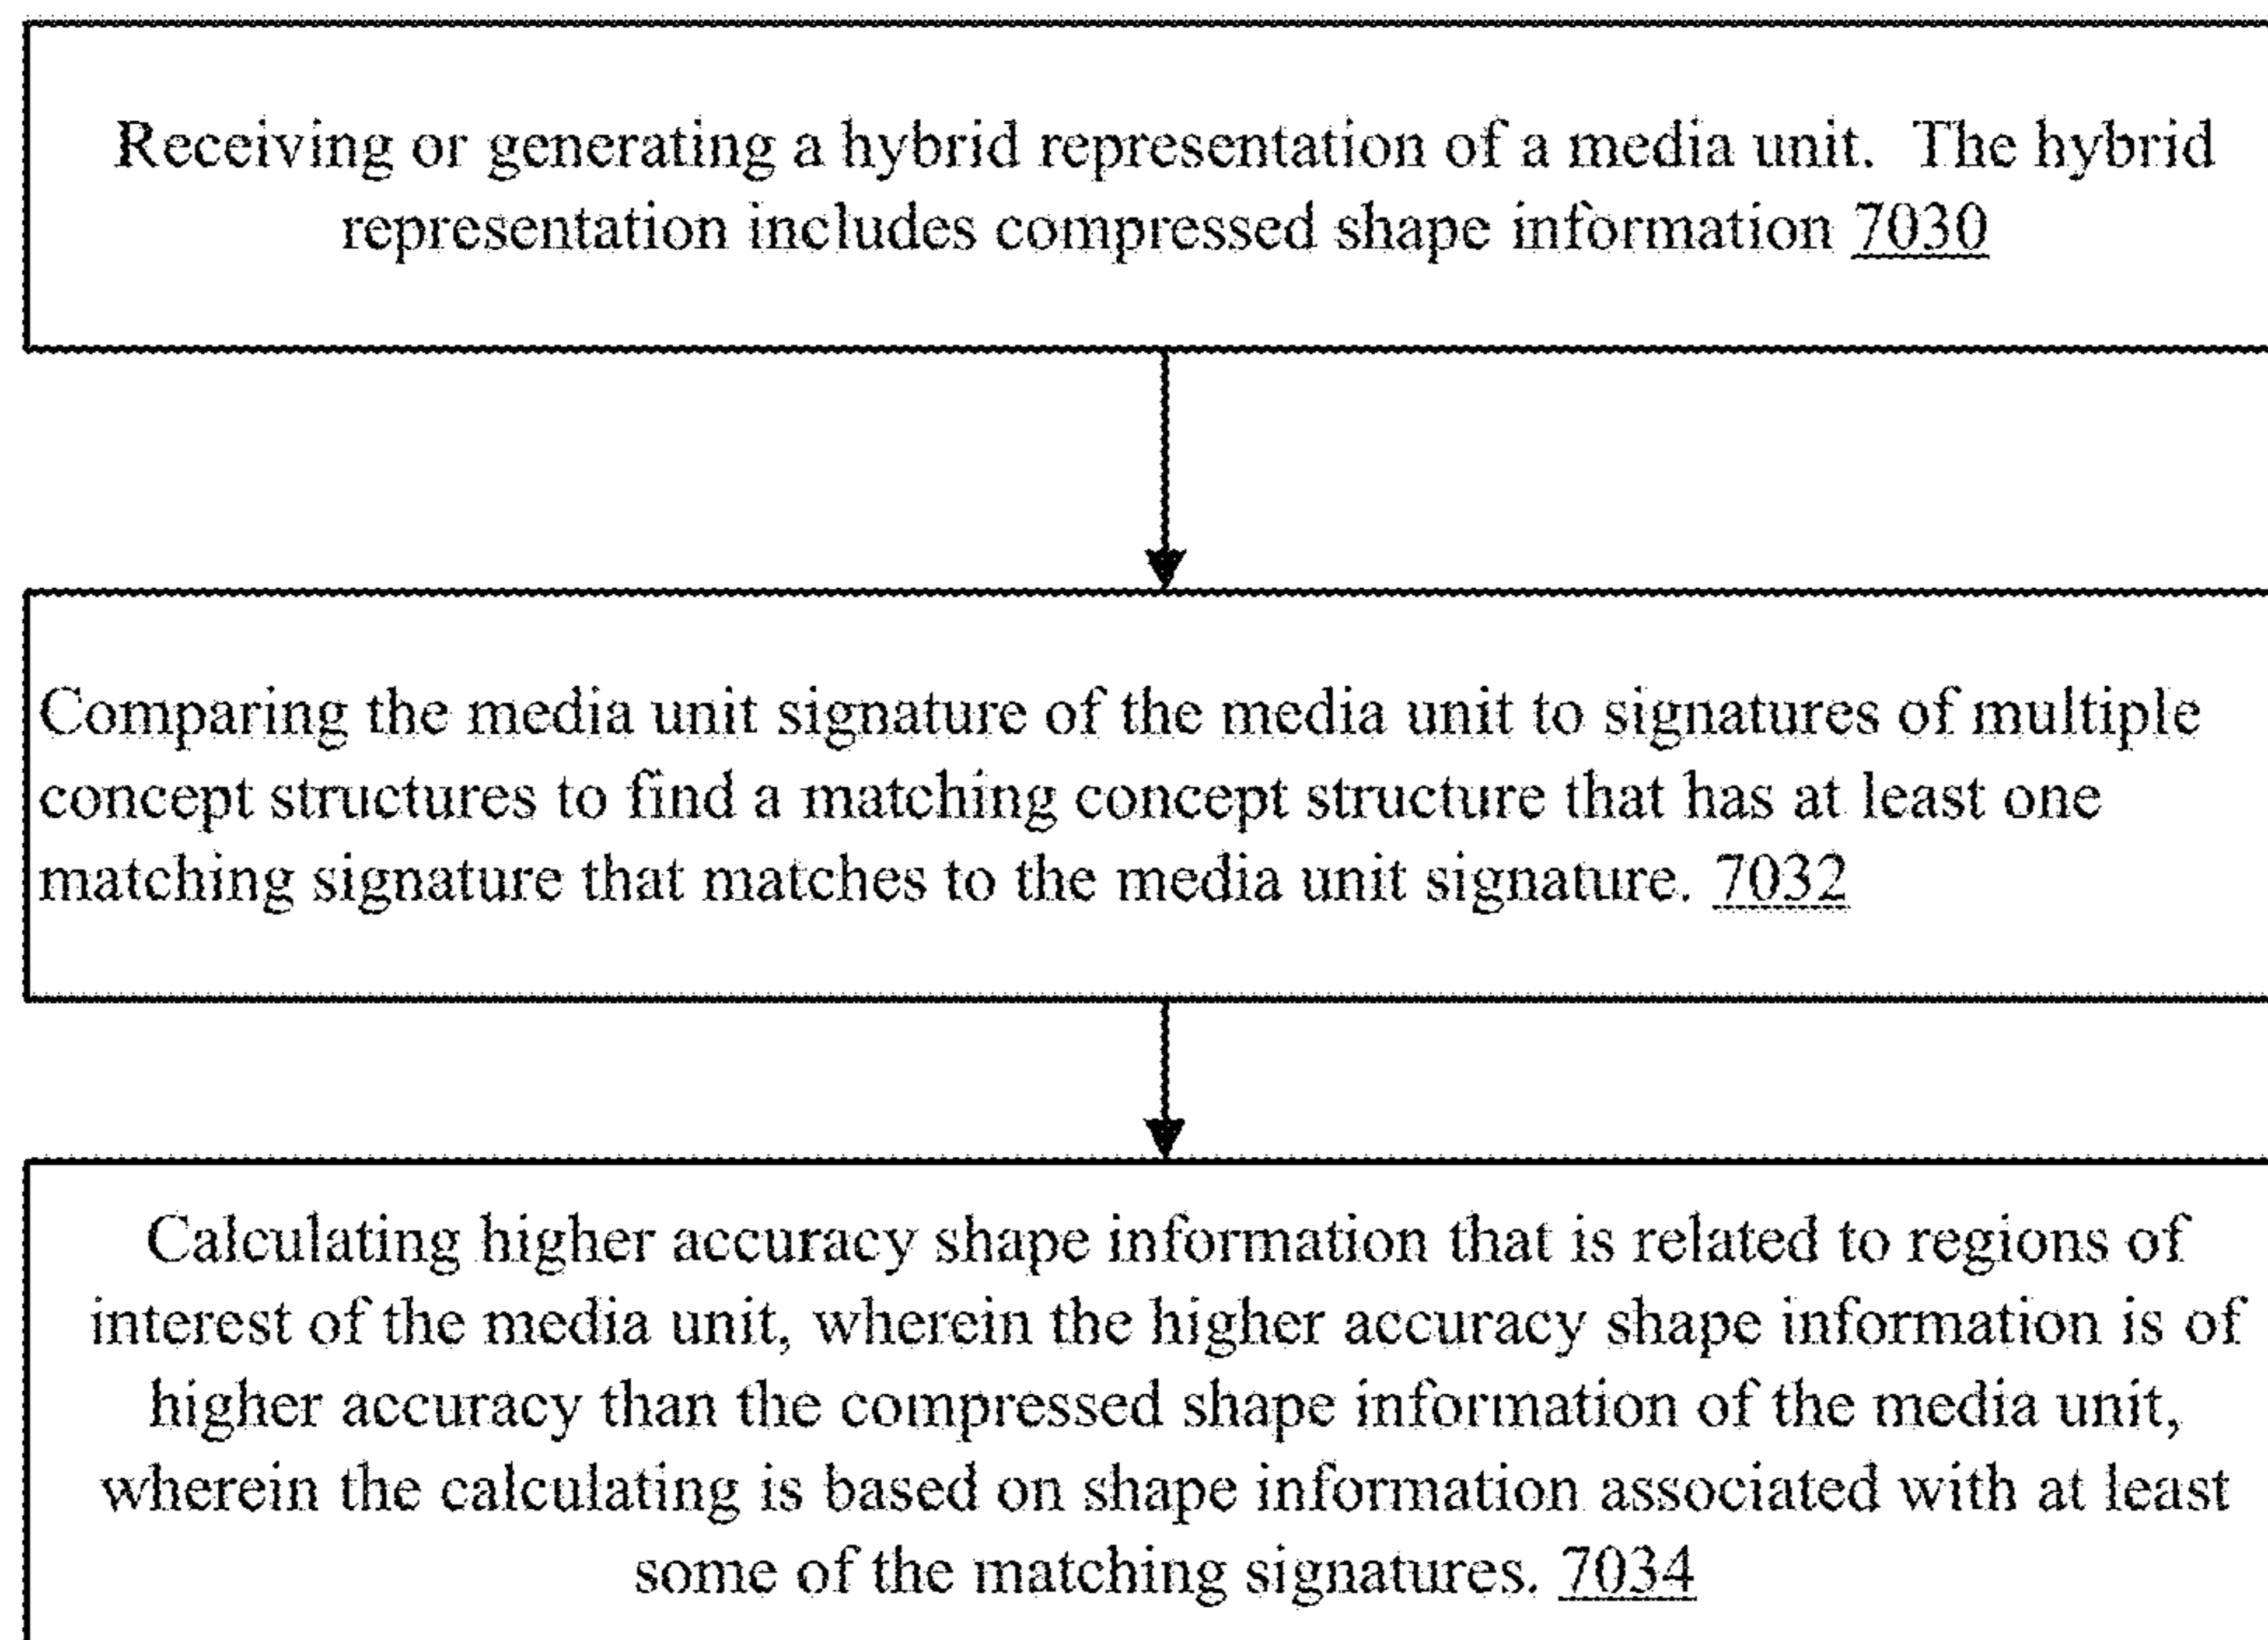 Receiving or generating a hybrid representation of a media unit. The hybrid
representation includes compressed shape information 7030
Comparing the media unit signature of the media unit to signatures of multiple
concept structures to find a matching concept structure that has at least one
matching signature that matches to the media unit signature. 7032
Calculating higher accuracy shape information that is related to regions of
interest of the media unit, wherein the higher accuracy shape information is of
higher accuracy than the compressed shape information of the media unit,
wherein the calculating is based on shape information associated with at least
some of the matching signatures. 7034